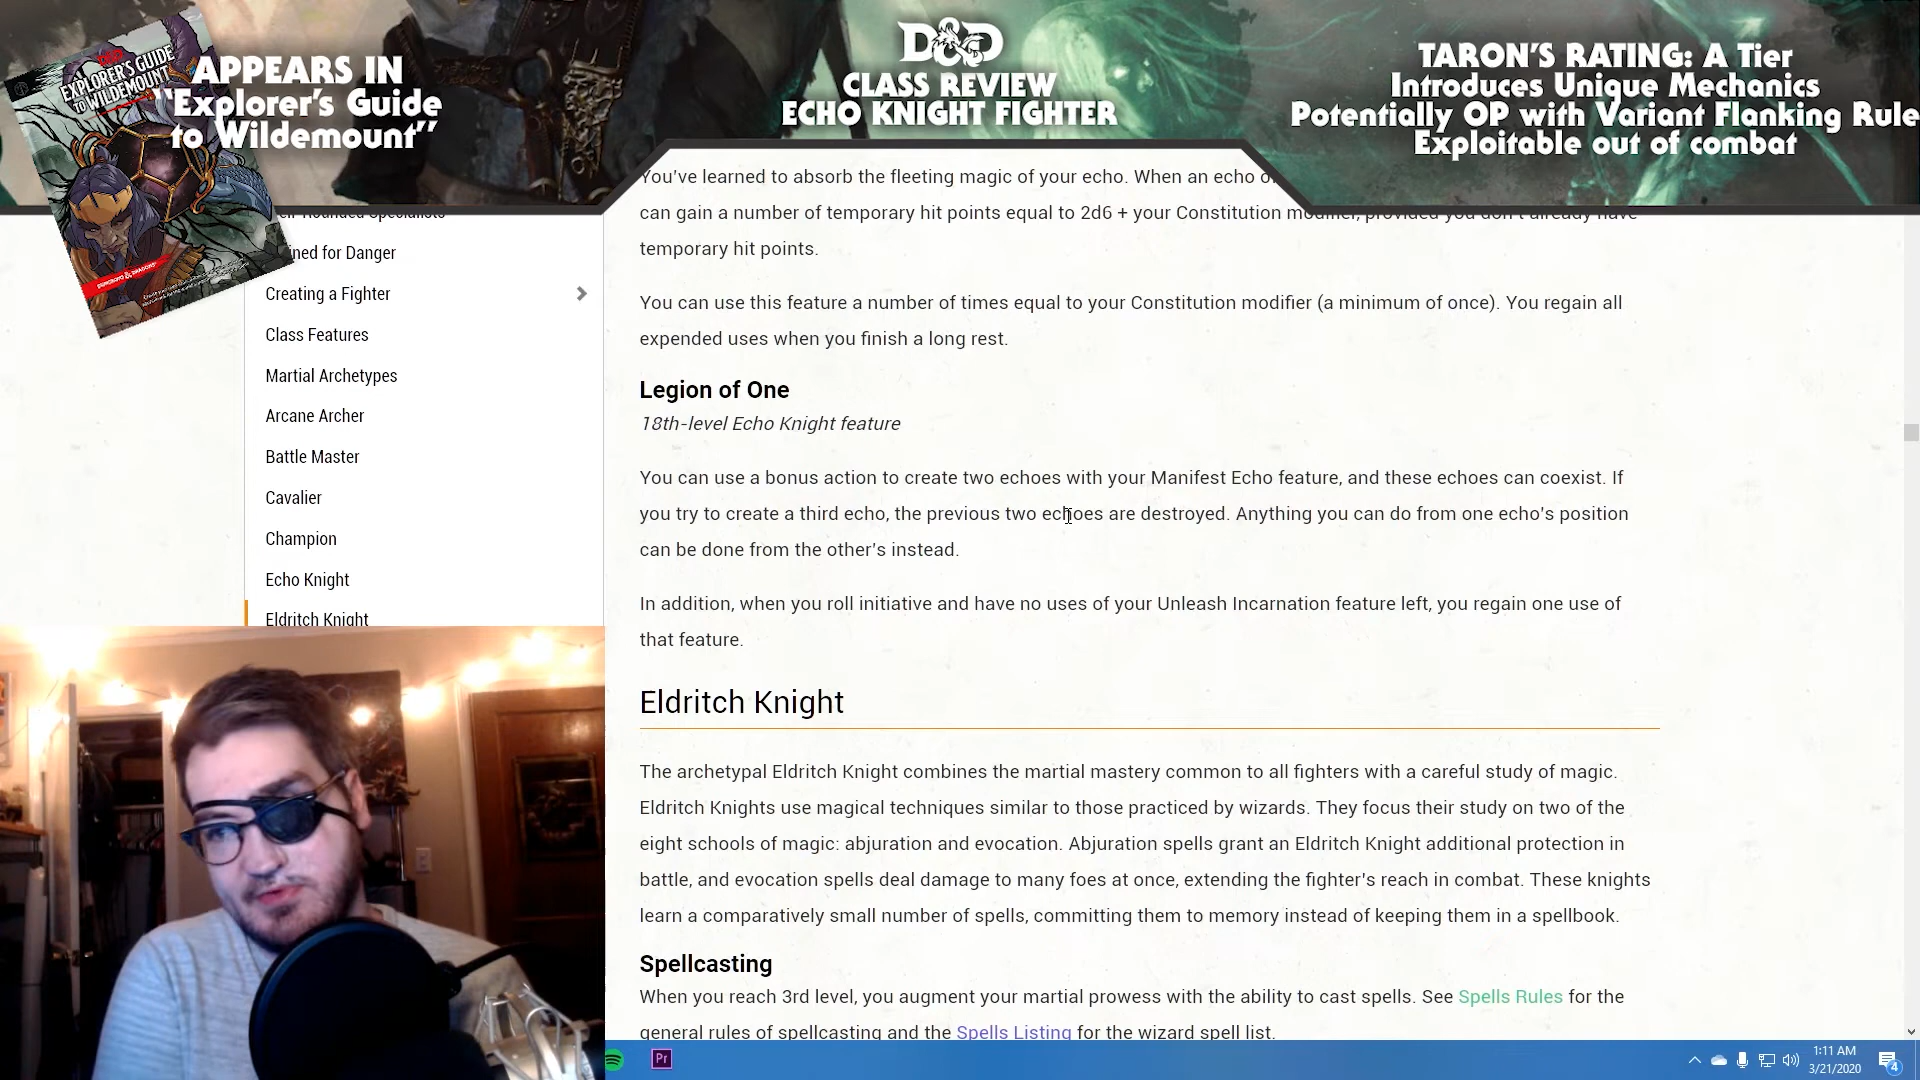 APPEARS IN
"Explorer's Guide
to Wildemount"
EXPLORER'S GUIDE
TO WILDEMOUNT
DUNGEONS & DRAGONS
D&D
CLASS REVIEW
ECHO KNIGHT FIGHTER
TARON'S RATING: A Tier
Introduces Unique Mechanics
Potentially OP with Variant Flanking Rule
Exploitable out of combat
for Danger
Creating a Fighter
Class Features
Martial Archetypes
Arcane Archer
Battle Master
Cavalier
Champion
Echo Knight
Eldritch Knight
You've learned to absorb the fleeting magic of your echo. When an echo
can gain a number of temporary hit points equal to 2d6 + your Constitution modifier, provided you don't already have
temporary hit points.
You can use this feature a number of times equal to your Constitution modifier (a minimum of once). You regain all
expended uses when you finish a long rest.
Legion of One
18th-level Echo Knight feature
You can use a bonus action to create two echoes with your Manifest Echo feature, and these echoes can coexist. If
you try to create a third echo, the previous two echoes are destroyed. Anything you can do from one echo's position
can be done from the other's instead.
In addition, when you roll initiative and have no uses of your Unleash Incarnation feature left, you regain one use of
that feature.
Eldritch Knight
The archetypal Eldritch Knight combines the martial mastery common to all fighters with a careful study of magic.
Eldritch Knights use magical techniques similar to those practiced by wizards. They focus their study on two of the
eight schools of magic: abjuration and evocation. Abjuration spells grant an Eldritch Knight additional protection in
battle, and evocation spells deal damage to many foes at once, extending the fighter's reach in combat. These knights
learn a comparatively small number of spells, committing them to memory instead of keeping them in a spellbook.
Spellcasting
When you reach 3rd level, you augment your martial prowess with the ability to cast spells. See Spells Rules for the
general rules of spellcasting and the Spells Listing for the wizard spell list.
Pr
1:11 AM
3/21/2020
4